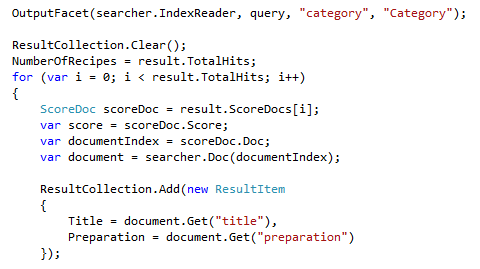 OutputFacet(searcher.IndexReader, query, "category", "Category");

ResultCollection.Clear();
NumberOfRecipes = result.TotalHits;
for (var i = 0; i < result.TotalHits; i++)
{
    ScoreDoc scoreDoc = result.ScoreDocs[i];
    var score = scoreDoc.Score;
    var documentIndex = scoreDoc.Doc;
    var document = searcher.Doc(documentIndex);

    ResultCollection.Add(new ResultItem
    {
        Title = document.Get("title"),
        Preparation = document.Get("preparation")
    });